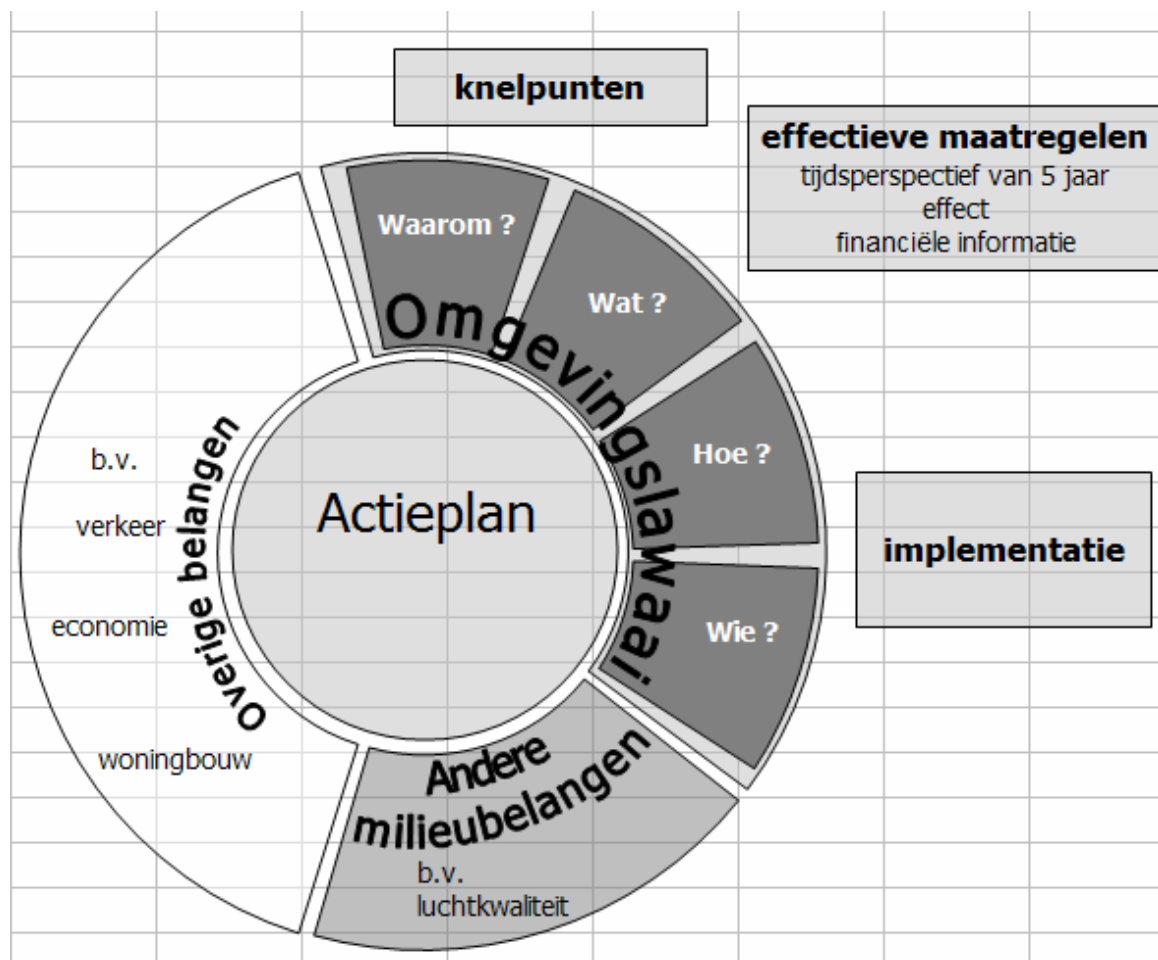 knelpunten
effectieve maatregelen
tijdsperspectief van 5 jaar
effect
financiële informatie
Waarom ?
Wat ?
Omgevingslawaai
Hoe ?
Wie ?
implementatie
Actieplan
Overige belangen
b.v.
verkeer
economie
woningbouw
Andere
milieubelangen
b.v.
luchtkwaliteit